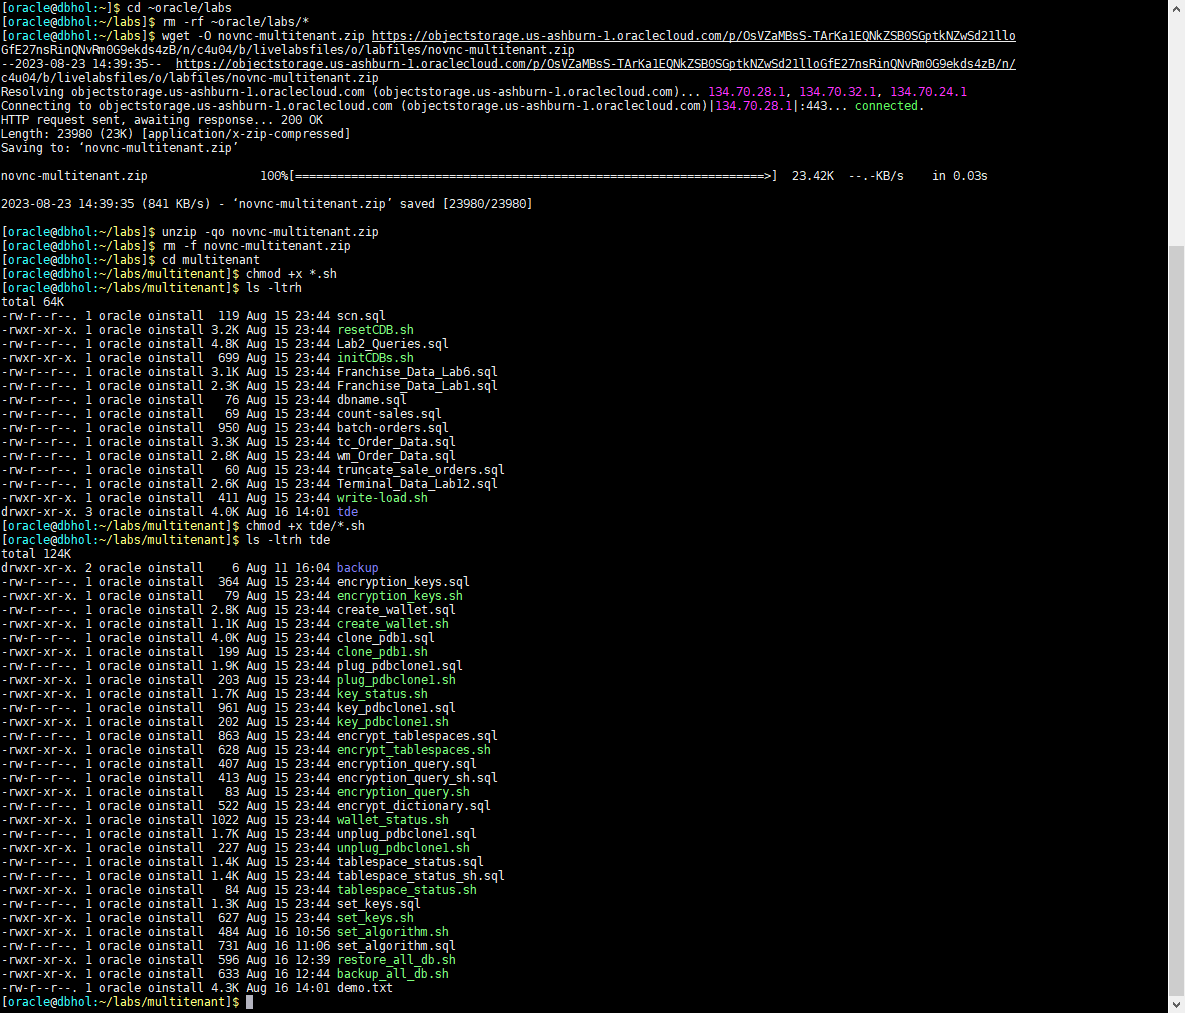 [oracle@dbhol:~]$ cd ~oracle/labs
[oracle@dbhol:~/labs]$ rm -rf ~oracle/labs/*
[oracle@dbhol:~/labs]$ wget -O novnc-multitenant.zip https://objectstorage.us-ashburn-1.oraclecloud.com/p/OsVZaMBsS-TArKa1EQNkZSB0SGptkNZwSd21llo
GfE27nsRinQNvRm0G9ekds4zB/n/c4u04/b/livelabsfiles/o/labfiles/novnc-multitenant.zip
--2023-08-23 14:39:35--  https://objectstorage.us-ashburn-1.oraclecloud.com/p/OsVZaMBsS-TArKa1EQNkZSB0SGptkNZwSd21lloGfE27nsRinQNvRm0G9ekds4zB/n/
c4u04/b/livelabsfiles/o/labfiles/novnc-multitenant.zip
Resolving objectstorage.us-ashburn-1.oraclecloud.com (objectstorage.us-ashburn-1.oraclecloud.com)... 134.70.28.1, 134.70.32.1, 134.70.24.1
Connecting to objectstorage.us-ashburn-1.oraclecloud.com (objectstorage.us-ashburn-1.oraclecloud.com)|134.70.28.1|:443... connected.
HTTP request sent, awaiting response... 200 OK
Length: 23980 (23K) [application/x-zip-compressed]
Saving to: ‘novnc-multitenant.zip’
novnc-multitenant.zip                100%[===================================================================>]  23.42K  --.-KB/s    in 0.03s
2023-08-23 14:39:35 (841 KB/s) - ‘novnc-multitenant.zip’ saved [23980/23980]
[oracle@dbhol:~/labs]$ unzip -qo novnc-multitenant.zip
[oracle@dbhol:~/labs]$ rm -f novnc-multitenant.zip
[oracle@dbhol:~/labs]$ cd multitenant
[oracle@dbhol:~/labs/multitenant]$ chmod +x *.sh
[oracle@dbhol:~/labs/multitenant]$ ls -ltrh
total 64K
-rw-r--r--. 1 oracle oinstall  119 Aug 15 23:44 scn.sql
-rwxr-xr-x. 1 oracle oinstall 3.2K Aug 15 23:44 resetCDB.sh
-rw-r--r--. 1 oracle oinstall 4.8K Aug 15 23:44 Lab2_Queries.sql
-rwxr-xr-x. 1 oracle oinstall  699 Aug 15 23:44 initCDBs.sh
-rw-r--r--. 1 oracle oinstall 3.1K Aug 15 23:44 Franchise_Data_Lab6.sql
-rw-r--r--. 1 oracle oinstall 2.3K Aug 15 23:44 Franchise_Data_Lab1.sql
-rw-r--r--. 1 oracle oinstall   76 Aug 15 23:44 dbname.sql
-rw-r--r--. 1 oracle oinstall   69 Aug 15 23:44 count-sales.sql
-rw-r--r--. 1 oracle oinstall  950 Aug 15 23:44 batch-orders.sql
-rw-r--r--. 1 oracle oinstall 3.3K Aug 15 23:44 tc_Order_Data.sql
-rw-r--r--. 1 oracle oinstall 2.8K Aug 15 23:44 wm_Order_Data.sql
-rw-r--r--. 1 oracle oinstall   60 Aug 15 23:44 truncate_sale_orders.sql
-rw-r--r--. 1 oracle oinstall 2.6K Aug 15 23:44 Terminal_Data_Lab12.sql
-rwxr-xr-x. 1 oracle oinstall  411 Aug 15 23:44 write-load.sh
drwxr-xr-x. 3 oracle oinstall 4.0K Aug 16 14:01 tde
[oracle@dbhol:~/labs/multitenant]$ chmod +x tde/*.sh
[oracle@dbhol:~/labs/multitenant]$ ls -ltrh tde
total 124K
drwxr-xr-x. 2 oracle oinstall    6 Aug 11 16:04 backup
-rw-r--r--. 1 oracle oinstall  364 Aug 15 23:44 encryption_keys.sql
-rwxr-xr-x. 1 oracle oinstall   79 Aug 15 23:44 encryption_keys.sh
-rw-r--r--. 1 oracle oinstall 2.8K Aug 15 23:44 create_wallet.sql
-rwxr-xr-x. 1 oracle oinstall 1.1K Aug 15 23:44 create_wallet.sh
-rw-r--r--. 1 oracle oinstall 4.0K Aug 15 23:44 clone_pdb1.sql
-rwxr-xr-x. 1 oracle oinstall  199 Aug 15 23:44 clone_pdb1.sh
-rw-r--r--. 1 oracle oinstall 1.9K Aug 15 23:44 plug_pdbclone1.sql
-rwxr-xr-x. 1 oracle oinstall  203 Aug 15 23:44 plug_pdbclone1.sh
-rwxr-xr-x. 1 oracle oinstall 1.7K Aug 15 23:44 key_status.sh
-rw-r--r--. 1 oracle oinstall  961 Aug 15 23:44 key_pdbclone1.sql
-rwxr-xr-x. 1 oracle oinstall  202 Aug 15 23:44 key_pdbclone1.sh
-rw-r--r--. 1 oracle oinstall  863 Aug 15 23:44 encrypt_tablespaces.sql
-rwxr-xr-x. 1 oracle oinstall  628 Aug 15 23:44 encrypt_tablespaces.sh
-rw-r--r--. 1 oracle oinstall  407 Aug 15 23:44 encryption_query.sql
-rw-r--r--. 1 oracle oinstall  413 Aug 15 23:44 encryption_query_sh.sql
-rwxr-xr-x. 1 oracle oinstall   83 Aug 15 23:44 encryption_query.sh
-rw-r--r--. 1 oracle oinstall  522 Aug 15 23:44 encrypt_dictionary.sql
-rwxr-xr-x. 1 oracle oinstall 1022 Aug 15 23:44 wallet_status.sh
-rw-r--r--. 1 oracle oinstall 1.7K Aug 15 23:44 unplug_pdbclone1.sql
-rwxr-xr-x. 1 oracle oinstall  227 Aug 15 23:44 unplug_pdbclone1.sh
-rw-r--r--. 1 oracle oinstall 1.4K Aug 15 23:44 tablespace_status.sql
-rw-r--r--. 1 oracle oinstall 1.4K Aug 15 23:44 tablespace_status_sh.sql
-rwxr-xr-x. 1 oracle oinstall   84 Aug 15 23:44 tablespace_status.sh
-rw-r--r--. 1 oracle oinstall 1.3K Aug 15 23:44 set_keys.sql
-rwxr-xr-x. 1 oracle oinstall  627 Aug 15 23:44 set_keys.sh
-rwxr-xr-x. 1 oracle oinstall  484 Aug 16 10:56 set_algorithm.sh
-rw-r--r--. 1 oracle oinstall  731 Aug 16 11:06 set_algorithm.sql
-rwxr-xr-x. 1 oracle oinstall  596 Aug 16 12:39 restore_all_db.sh
-rwxr-xr-x. 1 oracle oinstall  633 Aug 16 12:44 backup_all_db.sh
-rw-r--r--. 1 oracle oinstall 4.3K Aug 16 14:01 demo.txt
[oracle@dbhol:~/labs/multitenant]$